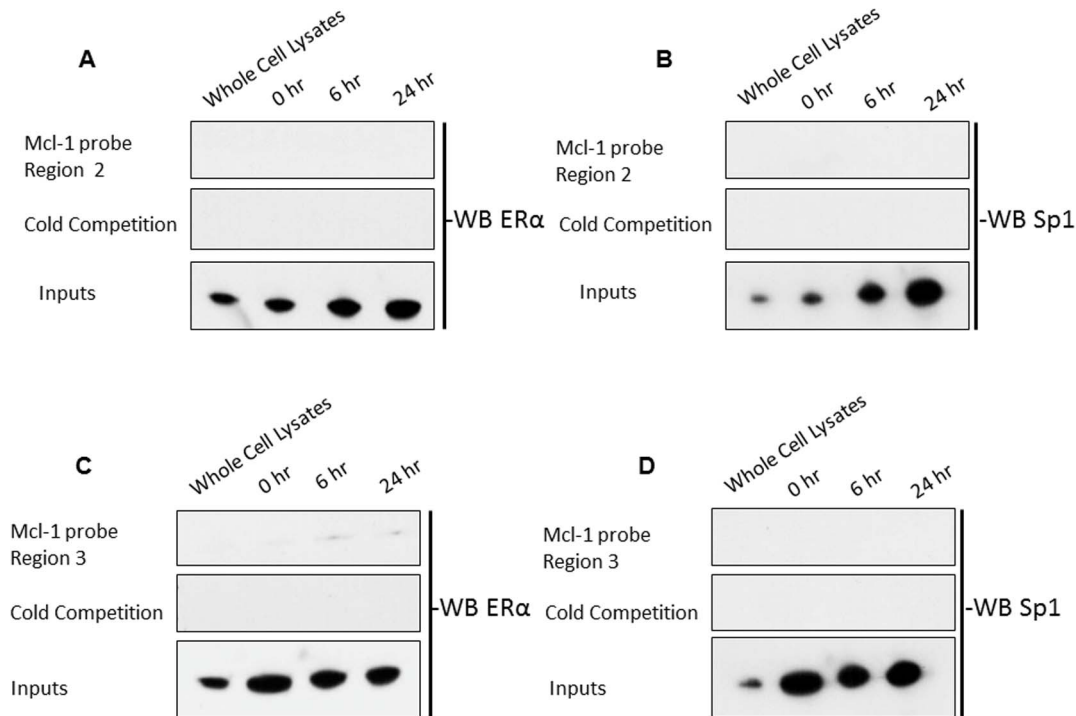 A
Whole Cell Lysates
0 hr
6 hr
24 hr
Mcl-1 probe
Region 2
Cold Competition
Inputs
-WB ERα
B
Whole Cell Lysates
0 hr
6 hr
24 hr
Mcl-1 probe
Region 2
Cold Competition
Inputs
-WB Sp1
C
Whole Cell Lysates
0 hr
6 hr
24 hr
Mcl-1 probe
Region 3
Cold Competition
Inputs
-WB ERα
D
Whole Cell Lysates
0 hr
6 hr
24 hr
Mcl-1 probe
Region 3
Cold Competition
Inputs
-WB Sp1